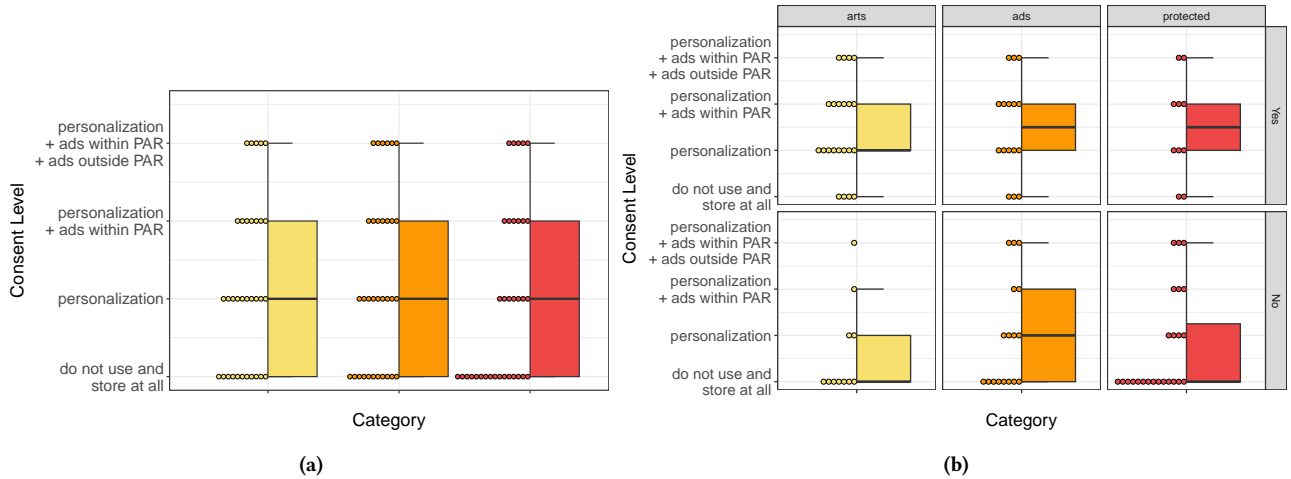 personalization
+ ads within PAR
+ ads outside PAR
personalization
+ ads within PAR
personalization
do not use and
store at all
Consent Level
Category
(a)
arts
ads
protected
personalization
+ ads within PAR
+ ads outside PAR
personalization
+ ads within PAR
personalization
do not use and
store at all
Yes
personalization
+ ads within PAR
+ ads outside PAR
personalization
+ ads within PAR
personalization
do not use and
store at all
No
Consent Level
Category
(b)